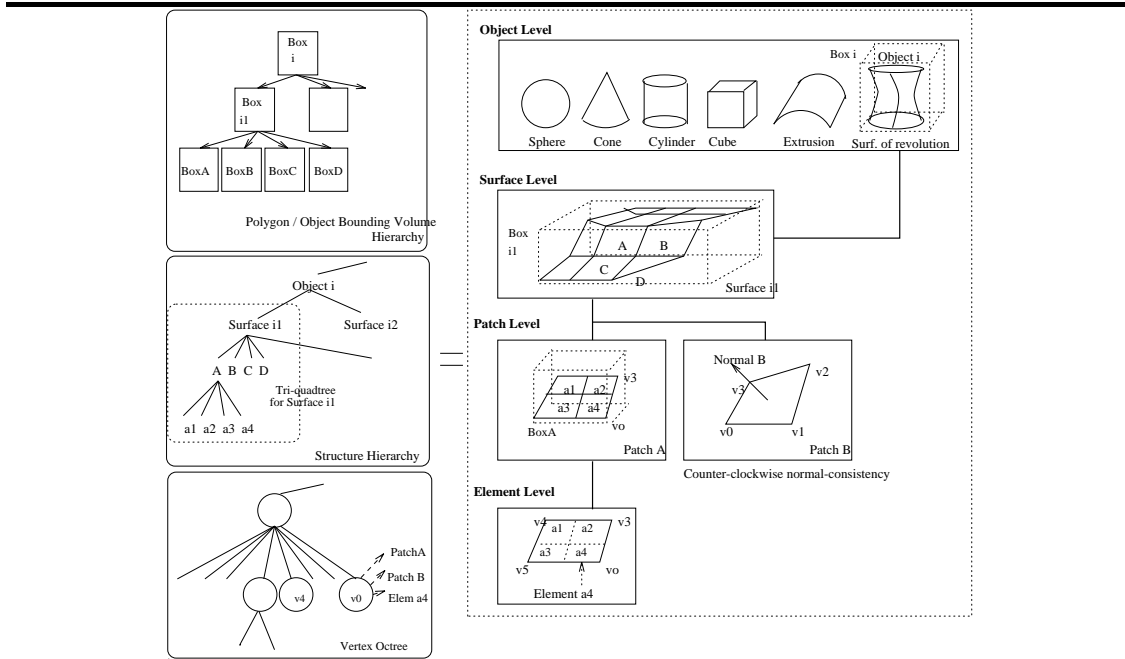 Box
i
Box
i1
BoxA BoxB BoxC BoxD
Polygon / Object Bounding Volume
Hierarchy
Object i
Surface i1 Surface i2
A B C D
Tri-quadtree
for Surface i1
a1 a2 a3 a4
Structure Hierarchy
PatchA
Patch B
v4 v0 Elem a4
Vertex Octree
Object Level
Box i Object i
Sphere Cone Cylinder Cube Extrusion Surf. of revolution
Surface Level
Box
i1
A B
C
D
Surface i1
Patch Level
v3
a1 a2
a3 a4
BoxA vo
Patch A
Normal B
v2
v3
v0 v1
Patch B
Counter-clockwise normal-consistency
Element Level
v4 a1 a2 v3
a3 a4
v5 vo
Element a4